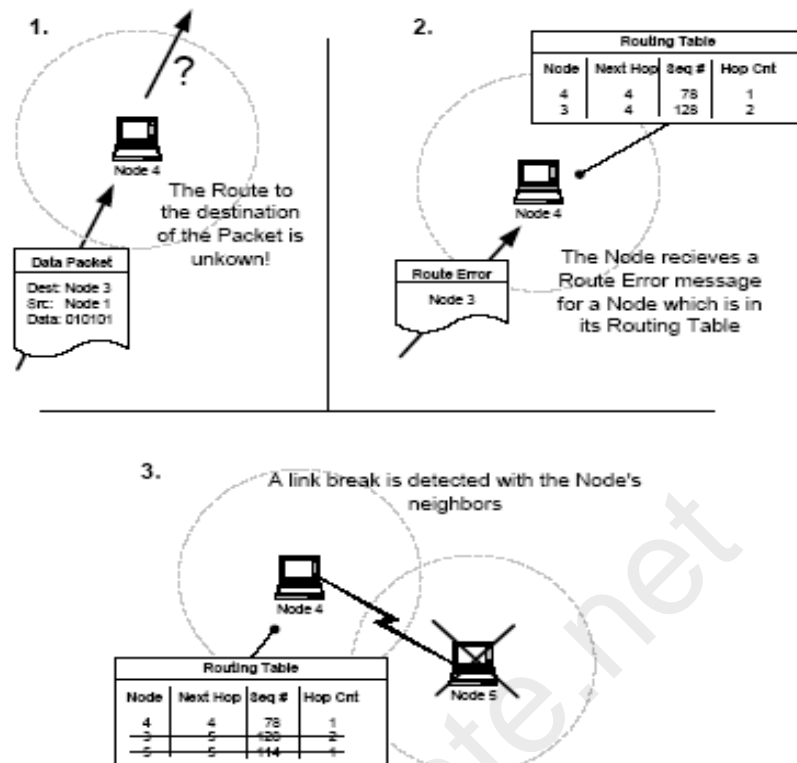 1.
?
Node 4
The Route to
the destination
of the Packet is
unkown!
Data Packet
Dest: Node 3
Src: Node 1
Data: 010101
2.
Routing Table
Node Next Hop Seq # Hop Cnt
4 4 78 1
3 4 128 2
Node 4
Route Error
Node 3
The Node recieves a
Route Error message
for a Node which is in
its Routing Table
3.
A link break is detected with the Node's
neighbors
Node 4
Node 5
Routing Table
Node Next Hop Seq # Hop Cnt
4 4 78 1
3 5 128 2
5 5 114 1
ote.net